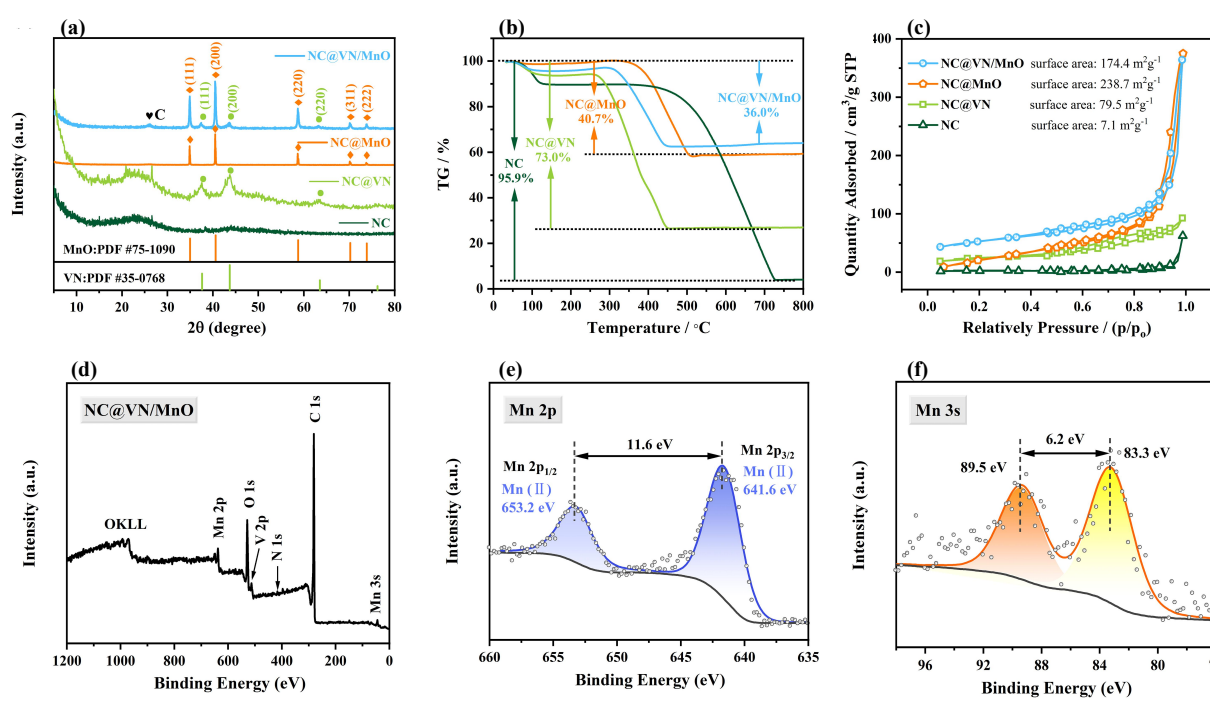 (a)
NC@VN/MnO
NC@MnO
NC@VN
NC
♥C
(111)
(200)
(111)
(200)
(220)
(220)
(311)
(222)
MnO:PDF #75-1090
VN:PDF #35-0768
Intensity (a.u.)
10 20 30 40 50 60 70 80
2θ (degree)
(b)
100
80
60
40
20
0
TG / %
NC
95.9%
NC@VN
73.0%
NC@MnO
40.7%
NC@VN/MnO
36.0%
0 100 200 300 400 500 600 700 800
Temperature / °C
(c)
NC@VN/MnO surface area: 174.4 m²g⁻¹
NC@MnO surface area: 238.7 m²g⁻¹
NC@VN surface area: 79.5 m²g⁻¹
NC surface area: 7.1 m²g⁻¹
400
300
200
100
0
Quantity Adsorbed / cm³/g STP
0.0 0.2 0.4 0.6 0.8 1.0
Relatively Pressure / (p/pₒ)
(d)
NC@VN/MnO
OKLL
Mn 2p
O 1s
V 2p
N 1s
C 1s
Mn 3s
Intensity (a.u.)
1200 1000 800 600 400 200 0
Binding Energy (eV)
(e)
Mn 2p
11.6 eV
Mn 2p₁/₂
Mn (Ⅱ)
653.2 eV
Mn 2p₃/₂
Mn (Ⅱ)
641.6 eV
Intensity (a.u.)
660 655 650 645 640 635
Binding Energy (eV)
(f)
Mn 3s
6.2 eV
89.5 eV
83.3 eV
Intensity (a.u.)
96 92 88 84 80
Binding Energy (eV)